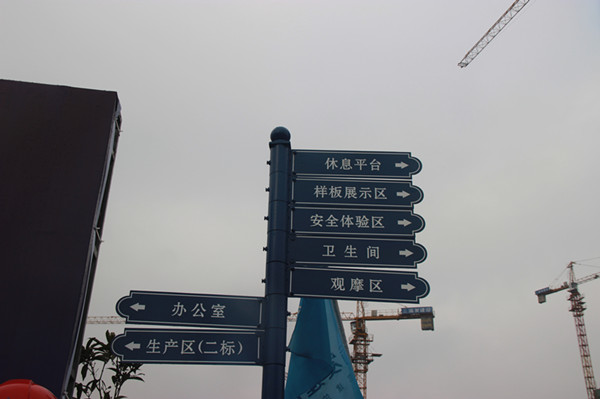 休息平台
样板展示区
安全体验区
卫生间
观摩区
办公室
生产区(二标)